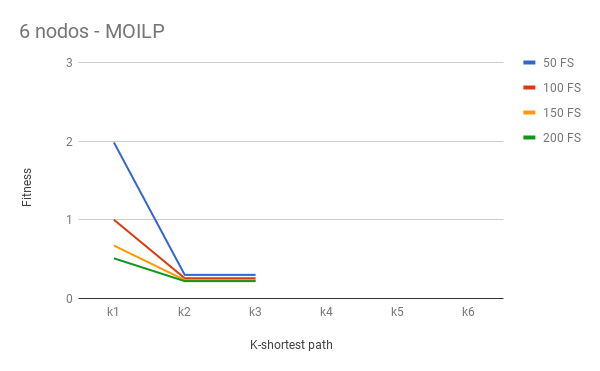 6 nodos - MOILP
50 FS
100 FS
150 FS
200 FS
Fitness
3
2
1
0
k1 k2 k3 k4 k5 k6
K-shortest path